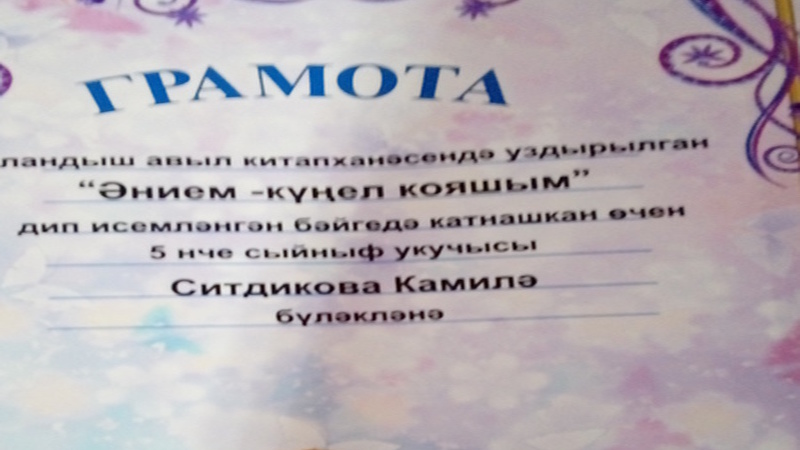 ГРАМОТА
ландыш авыл китапханәсендә уздырылган
“Әнием -күңел кояшым”
дип исемләнгән бәйгедә катнашкан өчен
5 нче сыйныф укучысы
Ситдикова Камилә
бүләкләнә